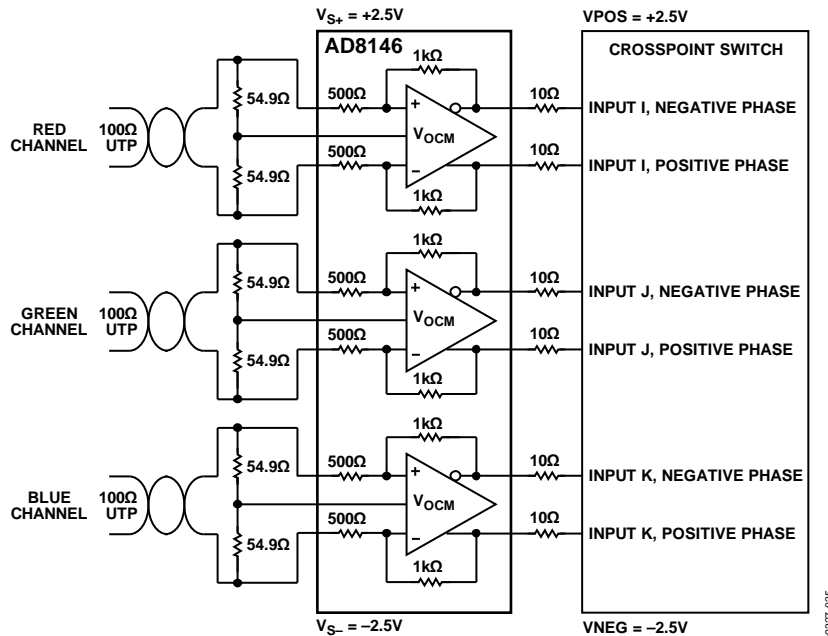 VS+ = +2.5V
VPOS = +2.5V
AD8146
CROSSPOINT SWITCH
RED
CHANNEL
100Ω
UTP
54.9Ω
54.9Ω
500Ω
500Ω
1kΩ
+
VOCM
−
1kΩ
10Ω
10Ω
INPUT I, NEGATIVE PHASE
INPUT I, POSITIVE PHASE
GREEN
CHANNEL
100Ω
UTP
54.9Ω
54.9Ω
500Ω
500Ω
1kΩ
+
VOCM
−
1kΩ
10Ω
10Ω
INPUT J, NEGATIVE PHASE
INPUT J, POSITIVE PHASE
BLUE
CHANNEL
100Ω
UTP
54.9Ω
54.9Ω
500Ω
500Ω
1kΩ
+
VOCM
−
1kΩ
10Ω
10Ω
INPUT K, NEGATIVE PHASE
INPUT K, POSITIVE PHASE
VS− = −2.5V
VNEG = −2.5V